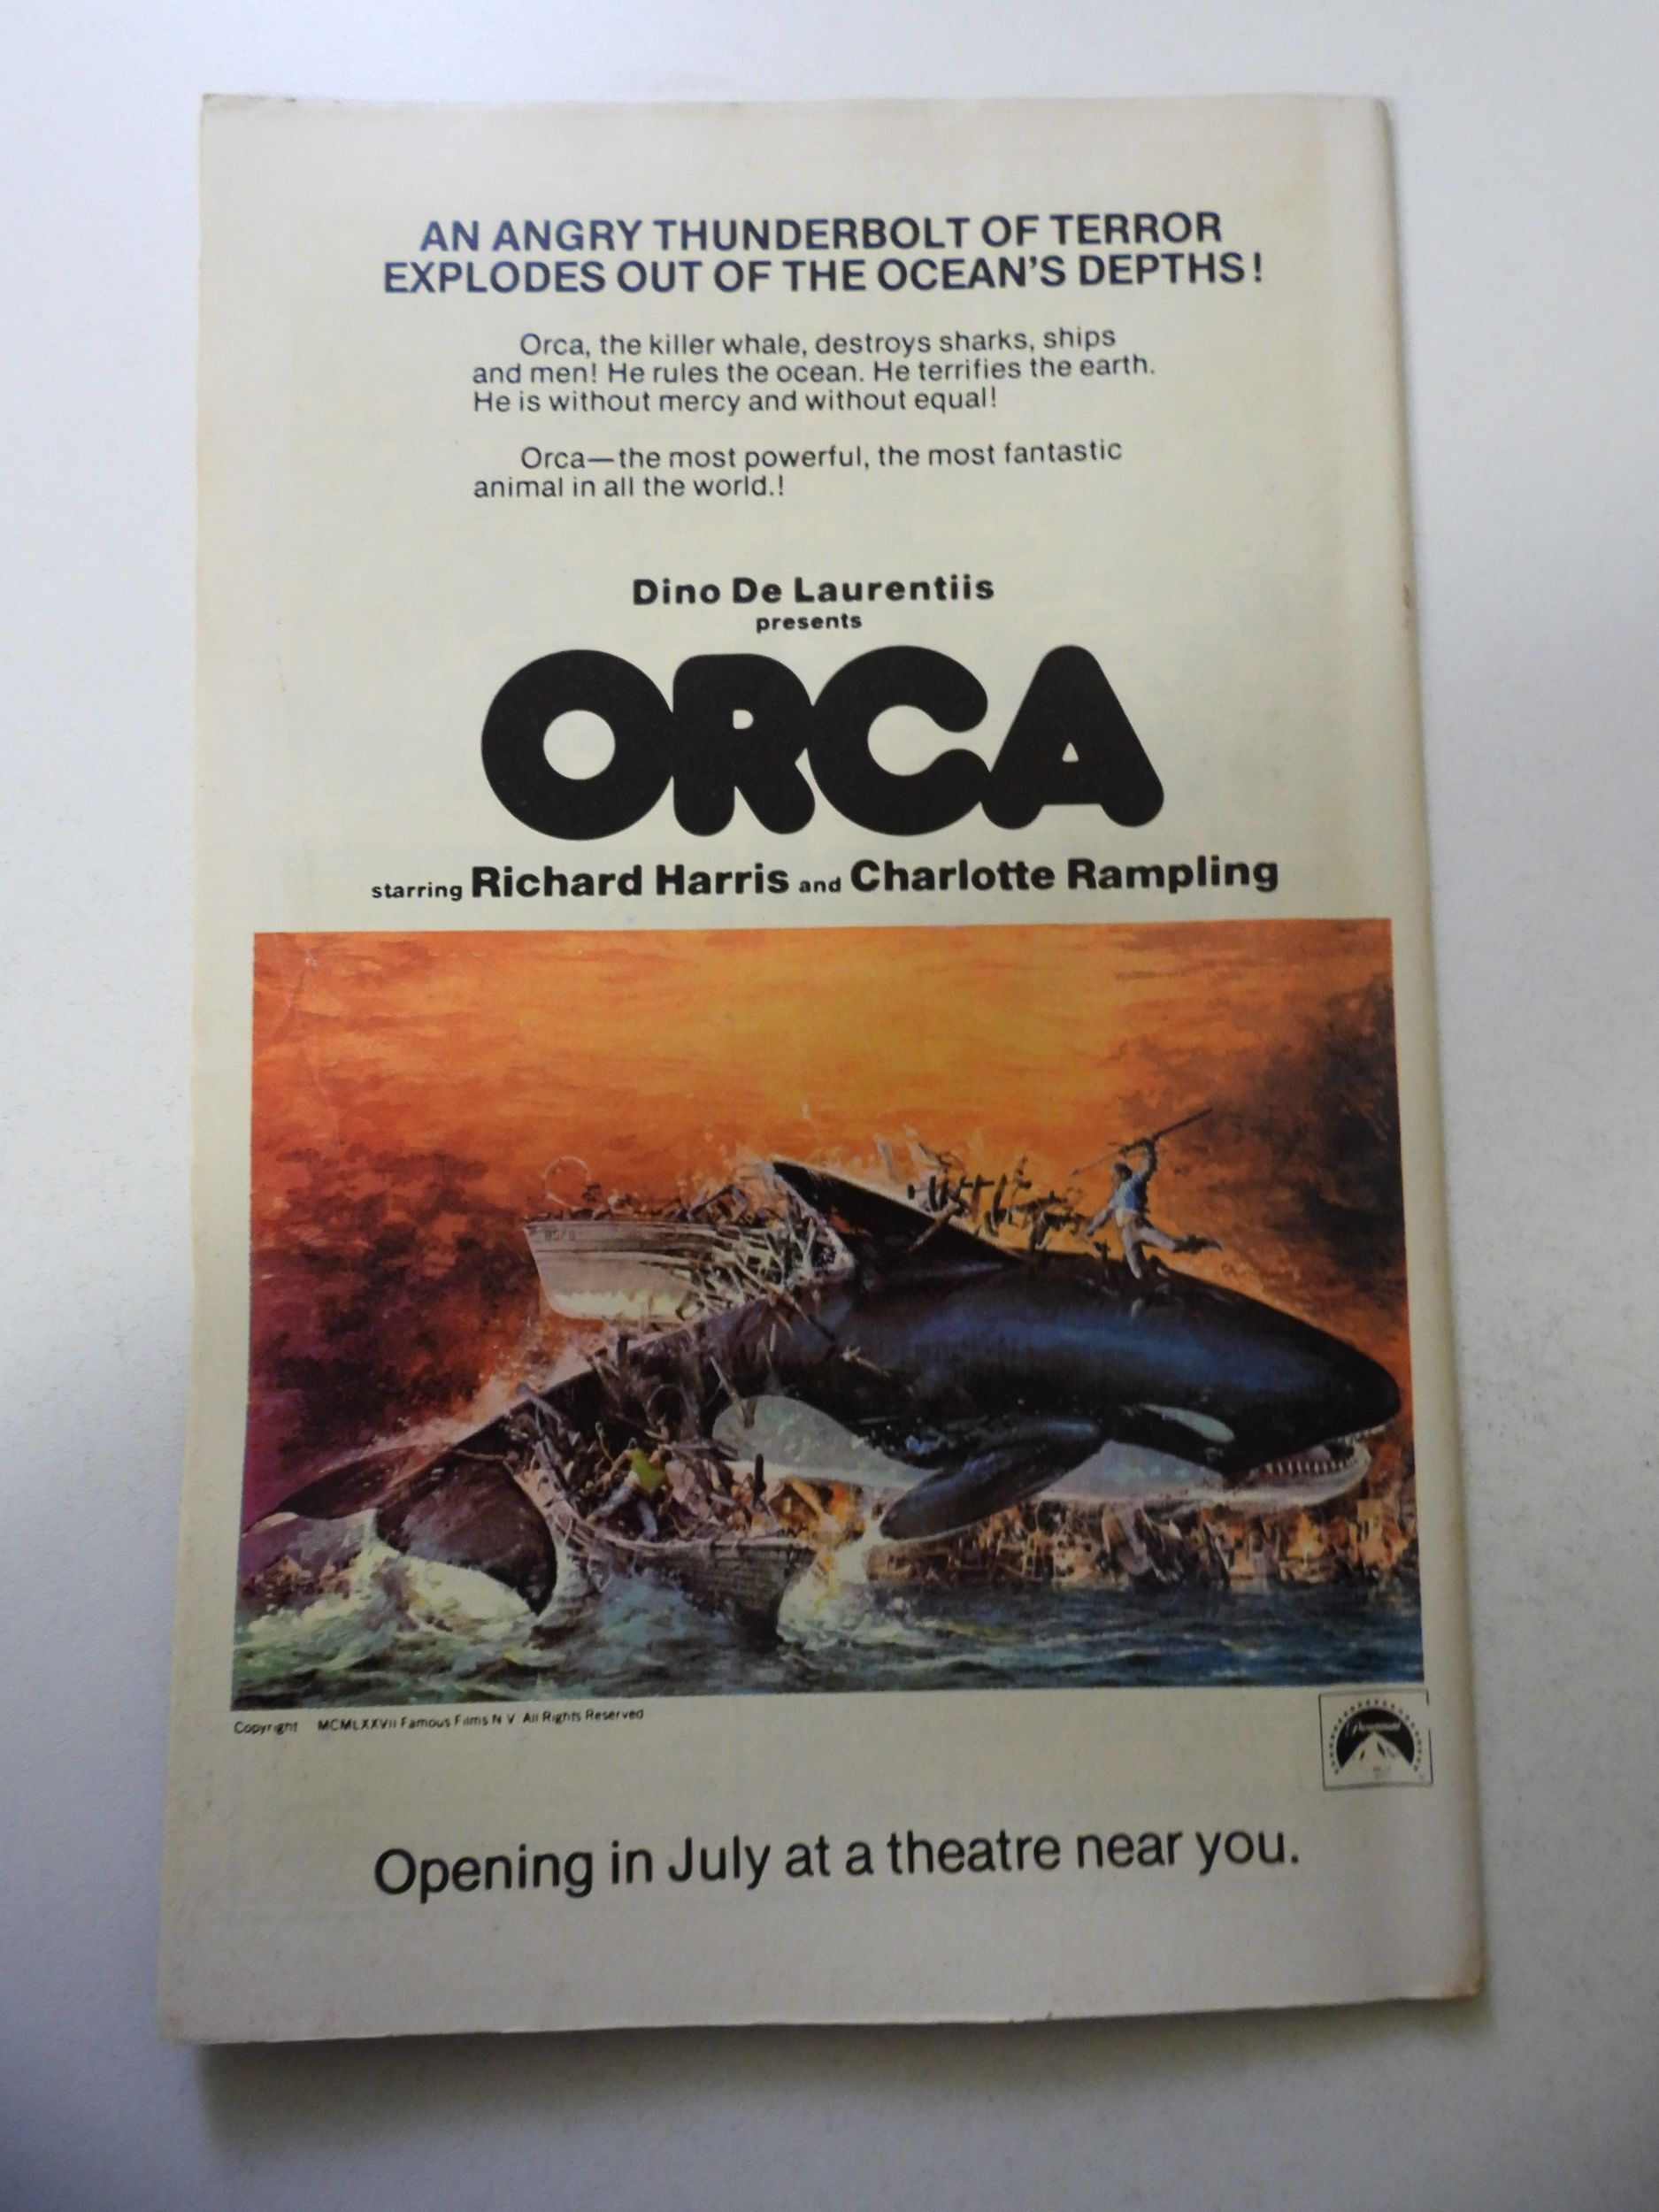 AN ANGRY THUNDERBOLT OF TERROR
EXPLODES OUT OF THE OCEAN'S DEPTHS!
Orca, the killer whale, destroys sharks, ships
and men! He rules the ocean. He terrifies the earth.
He is without mercy and without equal!
Orca—the most powerful, the most fantastic
animal in all the world.!
Dino De Laurentiis
presents
ORCA
starring Richard Harris and Charlotte Rampling
Copyright MCMLXXVII Famous Films N V All Rights Reserved
Paramount
Opening in July at a theatre near you.